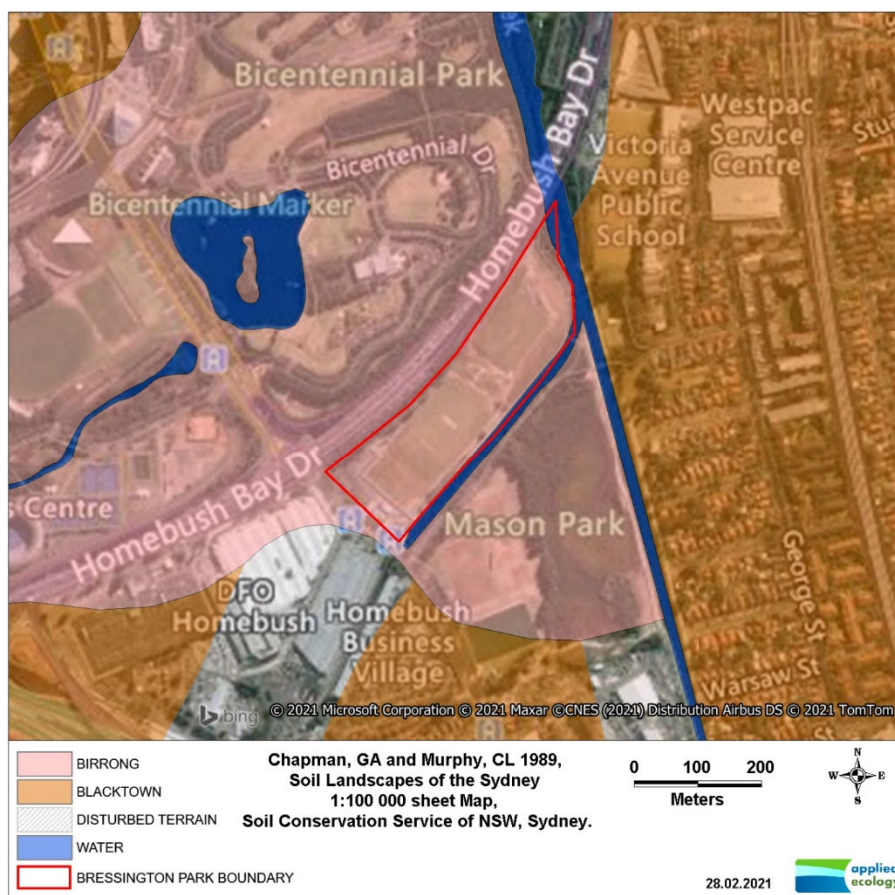 Bicentennial Park
Westpac
Service
Centre
Bicentennial Dr
Homebush Bay Dr
Victoria
Avenue
Public
School
Bicentennial Marker
s Centre
Homebush Bay Dr
Mason Park
DFO
Homebush
Homebush
Business
Village
George St
Warsaw St
bing
© 2021 Microsoft Corporation © 2021 Maxar ©CNES (2021) Distribution Airbus DS © 2021 TomTom
BIRRONG
BLACKTOWN
DISTURBED TERRAIN
WATER
BRESSINGTON PARK BOUNDARY
Chapman, GA and Murphy, CL 1989,
Soil Landscapes of the Sydney
1:100 000 sheet Map,
Soil Conservation Service of NSW, Sydney.
0 100 200
Meters
N
W E
S
28.02.2021
applied
ecology